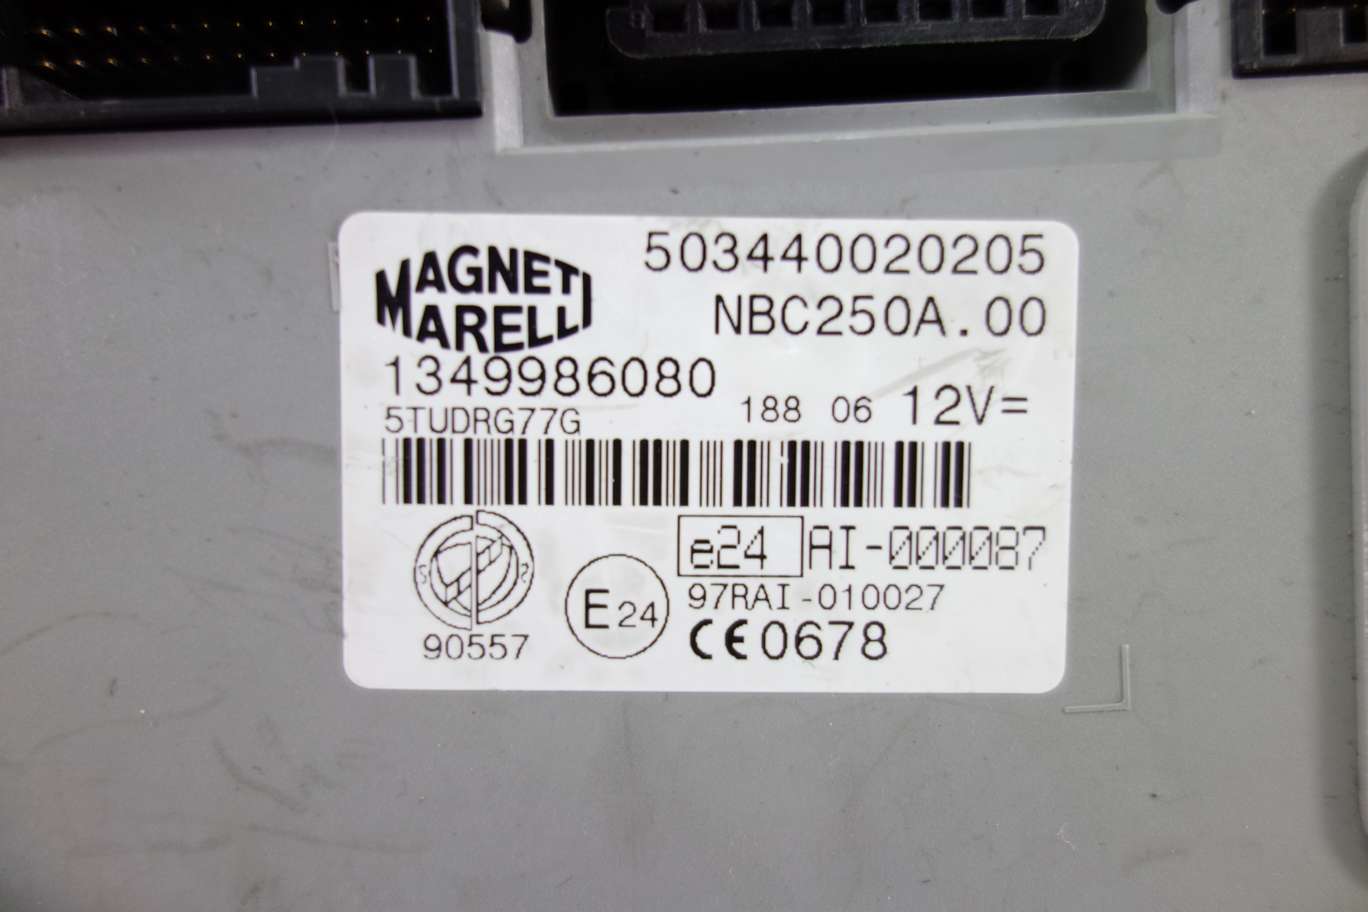 MAGNETI
MARELLI
503440020205
NBC250A.00
1349986080
5TUDRG77G
188 06 12V=
e24 AI-000087
97RAI-010027
E24
CE0678
90557